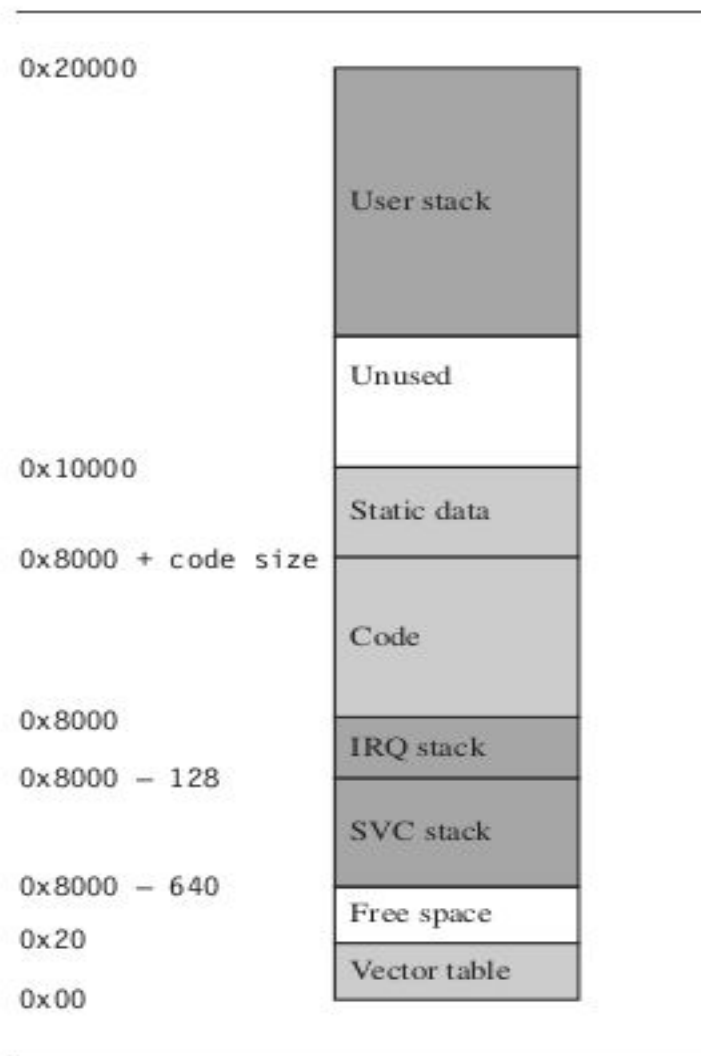 0x20000
User stack
Unused
0x10000
Static data
0x8000 + code size
Code
0x8000
IRQ stack
0x8000 – 128
SVC stack
0x8000 – 640
Free space
0x20
Vector table
0x00